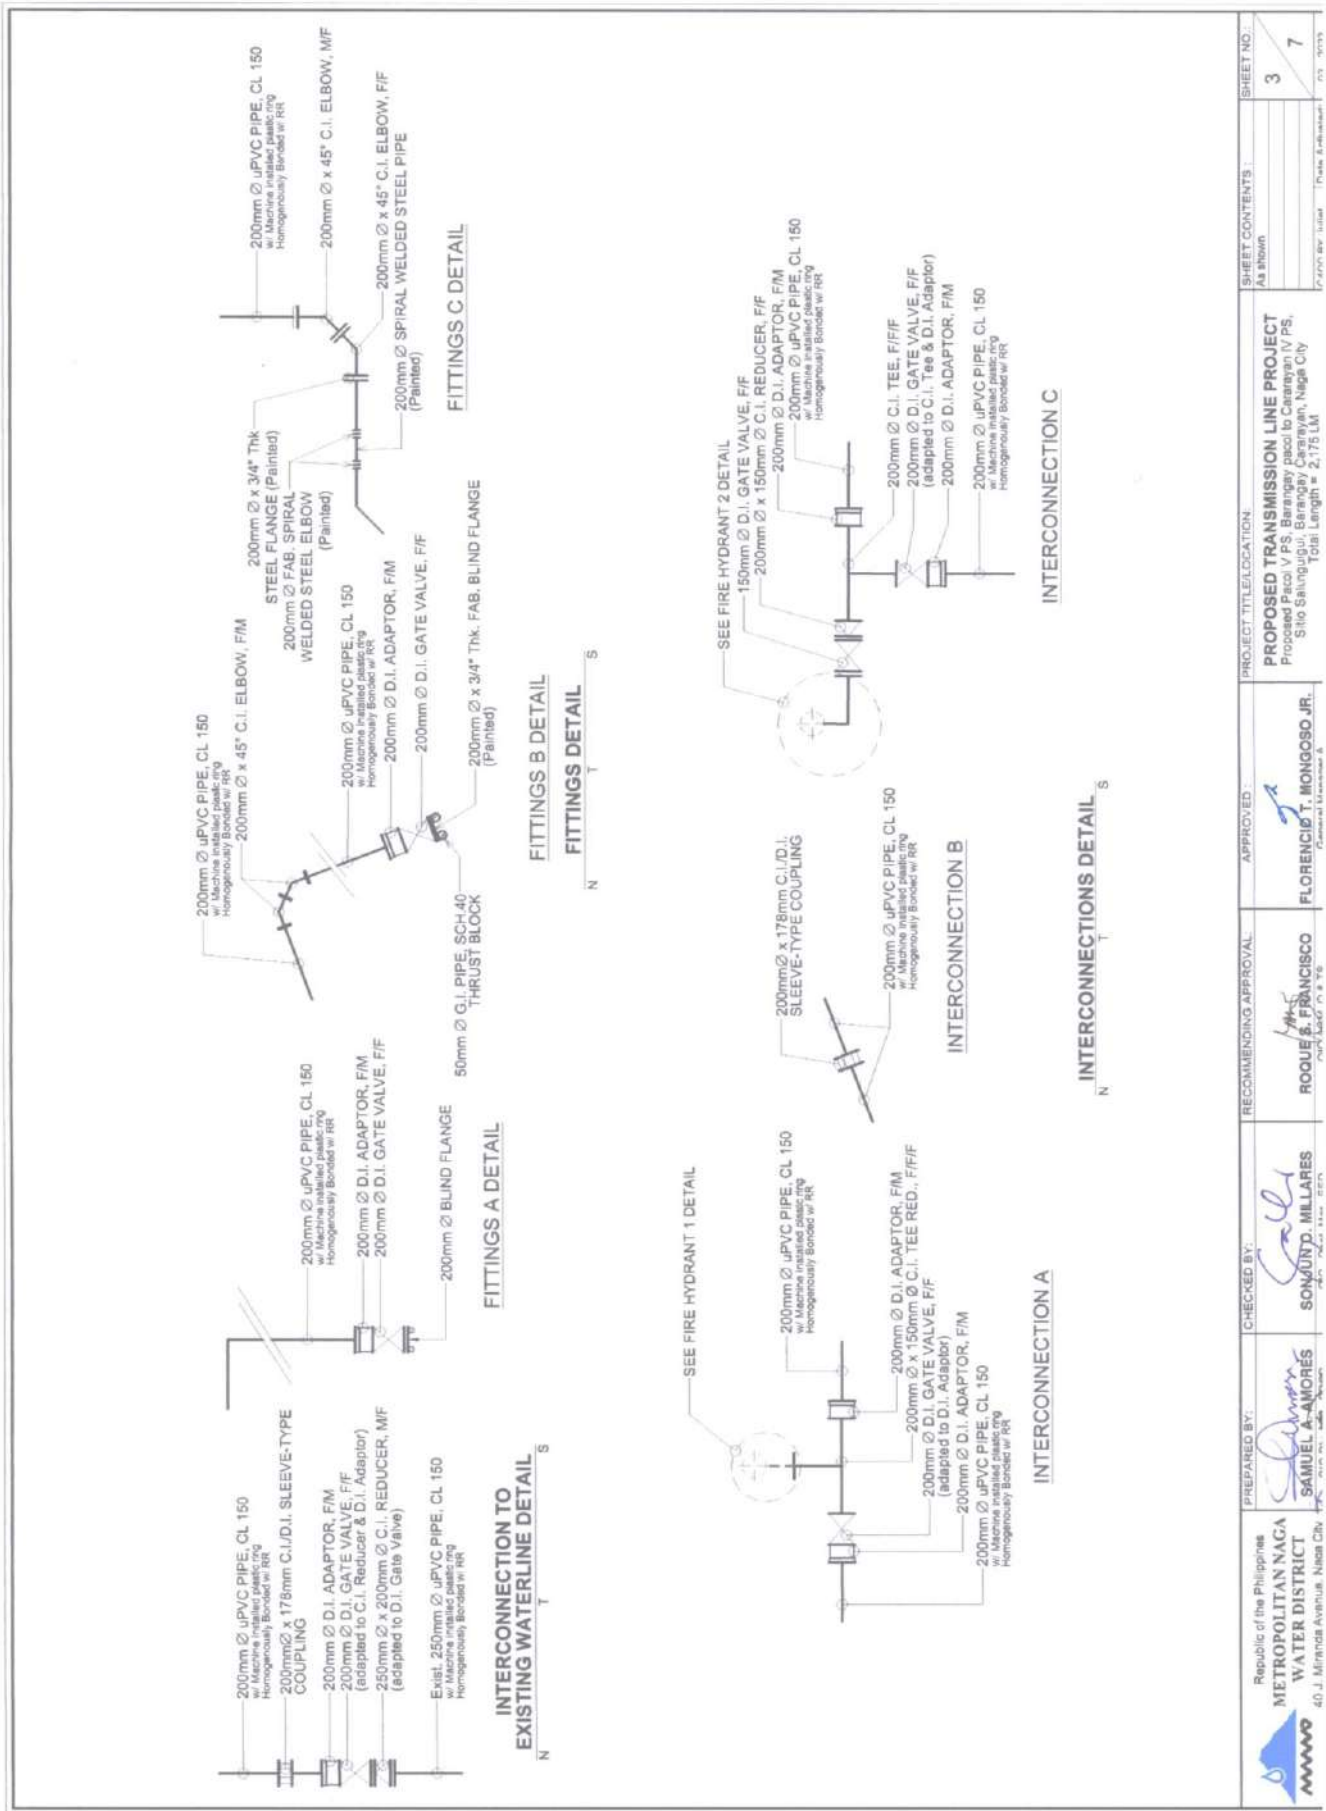 200mm Ø uPVC PIPE, CL 150
w/ Machine installed plastic ring
Homogenously Bonded w/ RR
200mmØ x 178mm C.I./D.I. SLEEVE-TYPE
COUPLING
200mm Ø D.I. ADAPTOR, F/M
200mm Ø D.I. GATE VALVE, F/F
(adapted to C.I. Reducer & D.I. Adaptor)
250mm Ø x 200mm Ø C.I. REDUCER, M/F
(adapted to D.I. Gate Valve)
Exist. 250mm Ø uPVC PIPE, CL 150
w/ Machine installed plastic ring
Homogenously Bonded w/ RR
INTERCONNECTION TO
EXISTING WATERLINE DETAIL
N T S
200mm Ø uPVC PIPE, CL 150
w/ Machine installed plastic ring
Homogenously Bonded w/ RR
200mm Ø D.I. ADAPTOR, F/M
200mm Ø D.I. GATE VALVE, F/F
200mm Ø BLIND FLANGE
FITTINGS A DETAIL
200mm Ø uPVC PIPE, CL 150
w/ Machine installed plastic ring
Homogenously Bonded w/ RR
200mm Ø x 45° C.I. ELBOW, F/M
200mm Ø uPVC PIPE, CL 150
w/ Machine installed plastic ring
Homogenously Bonded w/ RR
200mm Ø D.I. ADAPTOR, F/M
200mm Ø D.I. GATE VALVE, F/F
50mm Ø G.I. PIPE, SCH.40
THRUST BLOCK
200mm Ø x 3/4" Thk. FAB. BLIND FLANGE
(Painted)
FITTINGS B DETAIL
FITTINGS DETAIL
N T S
200mm Ø uPVC PIPE, CL 150
w/ Machine installed plastic ring
Homogenously Bonded w/ RR
200mm Ø x 45° C.I. ELBOW, M/F
200mm Ø x 3/4" Thk
STEEL FLANGE (Painted)
200mm Ø FAB. SPIRAL
WELDED STEEL ELBOW
(Painted)
200mm Ø x 45° C.I. ELBOW, F/F
200mm Ø SPIRAL WELDED STEEL PIPE
(Painted)
FITTINGS C DETAIL
SEE FIRE HYDRANT 1 DETAIL
200mm Ø uPVC PIPE, CL 150
w/ Machine installed plastic ring
Homogenously Bonded w/ RR
200mm Ø D.I. ADAPTOR, F/M
200mm Ø x 150mm Ø C.I. TEE RED., F/F/F
200mm Ø D.I. GATE VALVE, F/F
(adapted to D.I. Adaptor)
200mm Ø D.I. ADAPTOR, F/M
200mm Ø uPVC PIPE, CL 150
w/ Machine installed plastic ring
Homogenously Bonded w/ RR
INTERCONNECTION A
200mmØ x 178mm C.I./D.I.
SLEEVE-TYPE COUPLING
200mm Ø uPVC PIPE, CL 150
w/ Machine installed plastic ring
Homogenously Bonded w/ RR
INTERCONNECTION B
INTERCONNECTIONS DETAIL
N T S
SEE FIRE HYDRANT 2 DETAIL
150mm Ø D.I. GATE VALVE, F/F
200mm Ø x 150mm Ø C.I. REDUCER, F/F
200mm Ø D.I. ADAPTOR, F/M
200mm Ø uPVC PIPE, CL 150
w/ Machine installed plastic ring
Homogenously Bonded w/ RR
200mm Ø C.I. TEE, F/F/F
200mm Ø D.I. GATE VALVE, F/F
(adapted to C.I. Tee & D.I. Adaptor)
200mm Ø D.I. ADAPTOR, F/M
200mm Ø uPVC PIPE, CL 150
w/ Machine installed plastic ring
Homogenously Bonded w/ RR
INTERCONNECTION C
Republic of the Philippines
METROPOLITAN NAGA
WATER DISTRICT
40 J. Miranda Avenue, Naga City
PREPARED BY:
SAMUEL A. AMORES
CHECKED BY:
SONJUN D. MILLARES
RECOMMENDING APPROVAL:
ROQUE S. FRANCISCO
APPROVED :
FLORENCIO T. MONGOSO JR.
General Manager A
PROJECT TITLE/LOCATION:
PROPOSED TRANSMISSION LINE PROJECT
Proposed Pacol V PS, Barangay pacol to Cararayan IV PS,
Sitio Salunguigui, Barangay Cararayan, Naga City
Total Length = 2,175 LM
SHEET CONTENTS :
As shown
SHEET NO.:
3
7